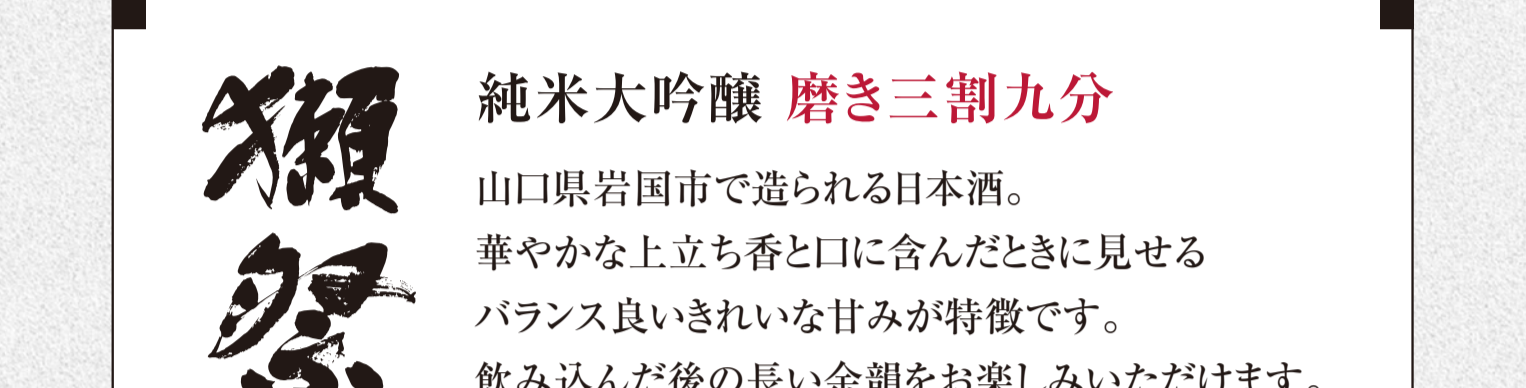 獺祭
純米大吟醸 磨き三割九分
山口県岩国市で造られる日本酒。
華やかな上立ち香と口に含んだときに見せる
バランス良いきれいな甘みが特徴です。
飲み込んだ後の長い余韻をお楽しみいただけます。